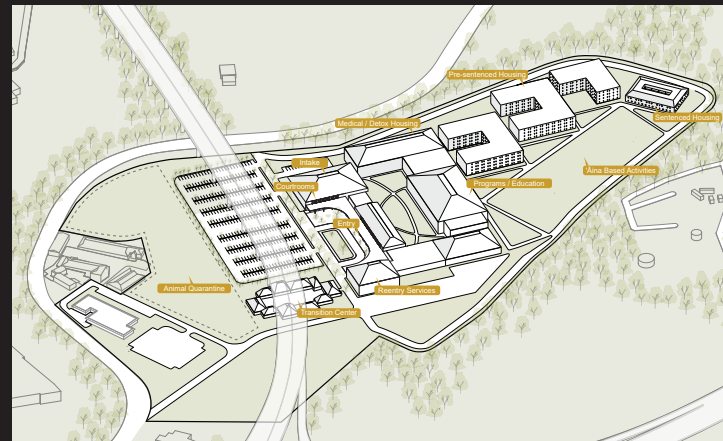 Pre-sentenced Housing
Sentenced Housing
Medical / Detox Housing
Intake
'Āina Based Activities
Courtrooms
Programs / Education
Entry
Animal Quarantine
Reentry Services
Transition Center